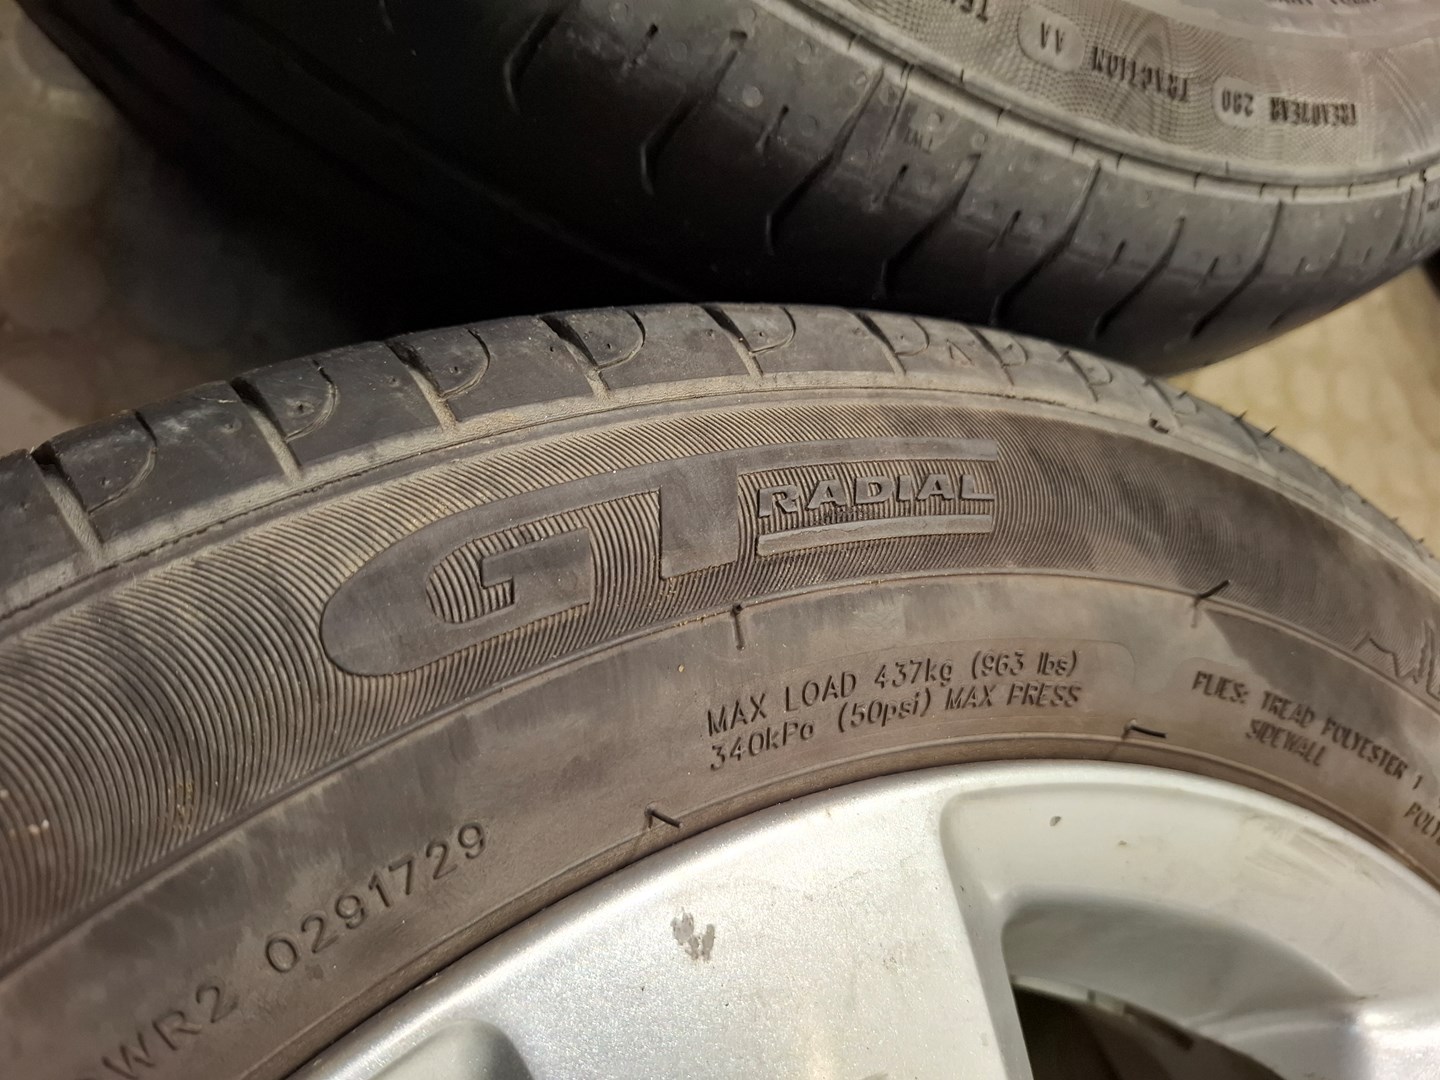 TREADWEAR 280 TRACTION AA
GT RADIAL
MAX LOAD 437kg (963 lbs)
340kPa (50psi) MAX PRESS
PLIES: TREAD POLYESTER 1
SIDEWALL
WR2 0291729